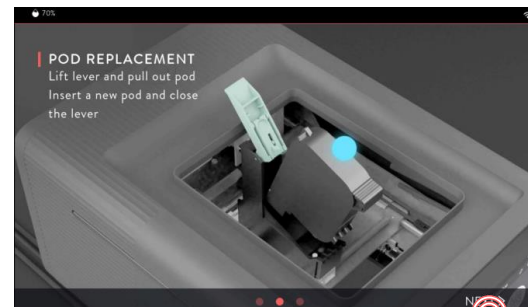 70%
POD REPLACEMENT
Lift lever and pull out pod
Insert a new pod and close
the lever